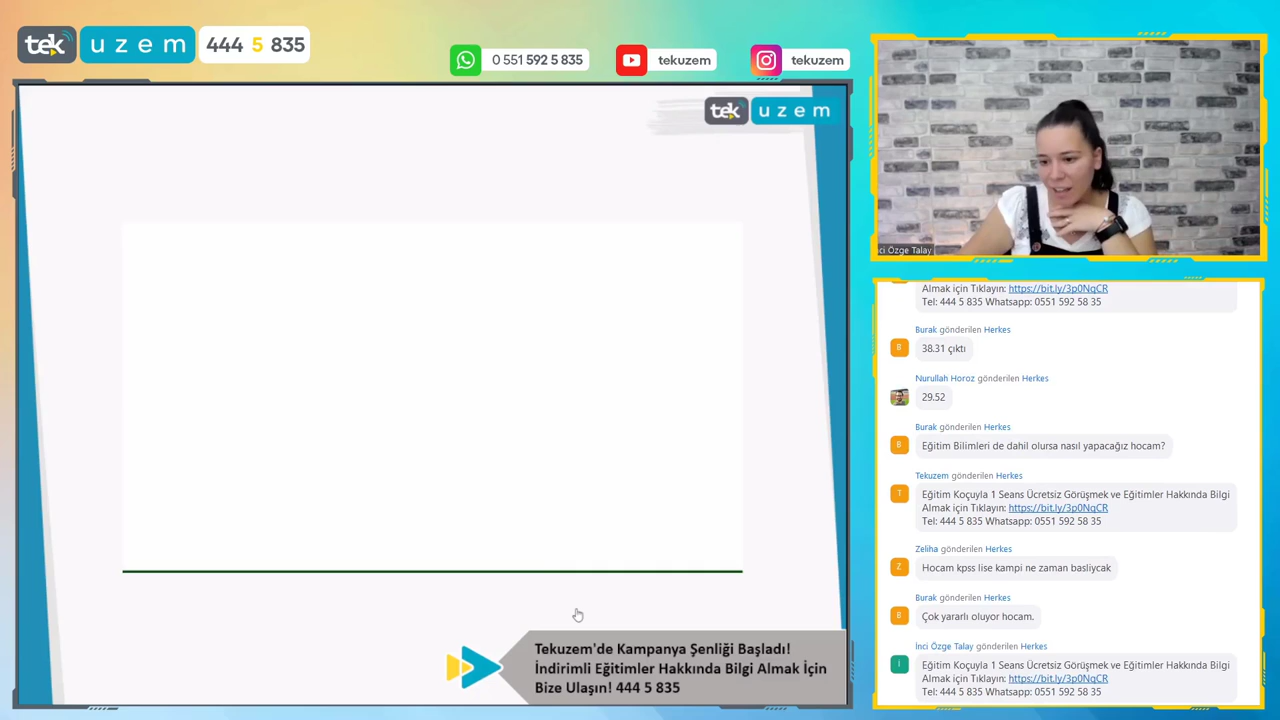 tek uzem 444 5 835
0 551 592 5 835
tekuzem
tekuzem
tek uzem
Tekuzem'de Kampanya Şenliği Başladı!
İndirimli Eğitimler Hakkında Bilgi Almak İçin
Bize Ulaşın! 444 5 835
ci Özge Talay
Almak için Tıklayın: https://bit.ly/3p0NqCR
Tel: 444 5 835 Whatsapp: 0551 592 58 35
Burak gönderilen Herkes
B
38.31 çıktı
Nurullah Horoz gönderilen Herkes
29.52
Burak gönderilen Herkes
B
Eğitim Bilimleri de dahil olursa nasıl yapacağız hocam?
Tekuzem gönderilen Herkes
T
Eğitim Koçuyla 1 Seans Ücretsiz Görüşmek ve Eğitimler Hakkında Bilgi
Almak için Tıklayın: https://bit.ly/3p0NqCR
Tel: 444 5 835 Whatsapp: 0551 592 58 35
Zeliha gönderilen Herkes
Z
Hocam kpss lise kampi ne zaman basliycak
Burak gönderilen Herkes
B
Çok yararlı oluyor hocam.
İnci Özge Talay gönderilen Herkes
İ
Eğitim Koçuyla 1 Seans Ücretsiz Görüşmek ve Eğitimler Hakkında Bilgi
Almak için Tıklayın: https://bit.ly/3p0NqCR
Tel: 444 5 835 Whatsapp: 0551 592 58 35